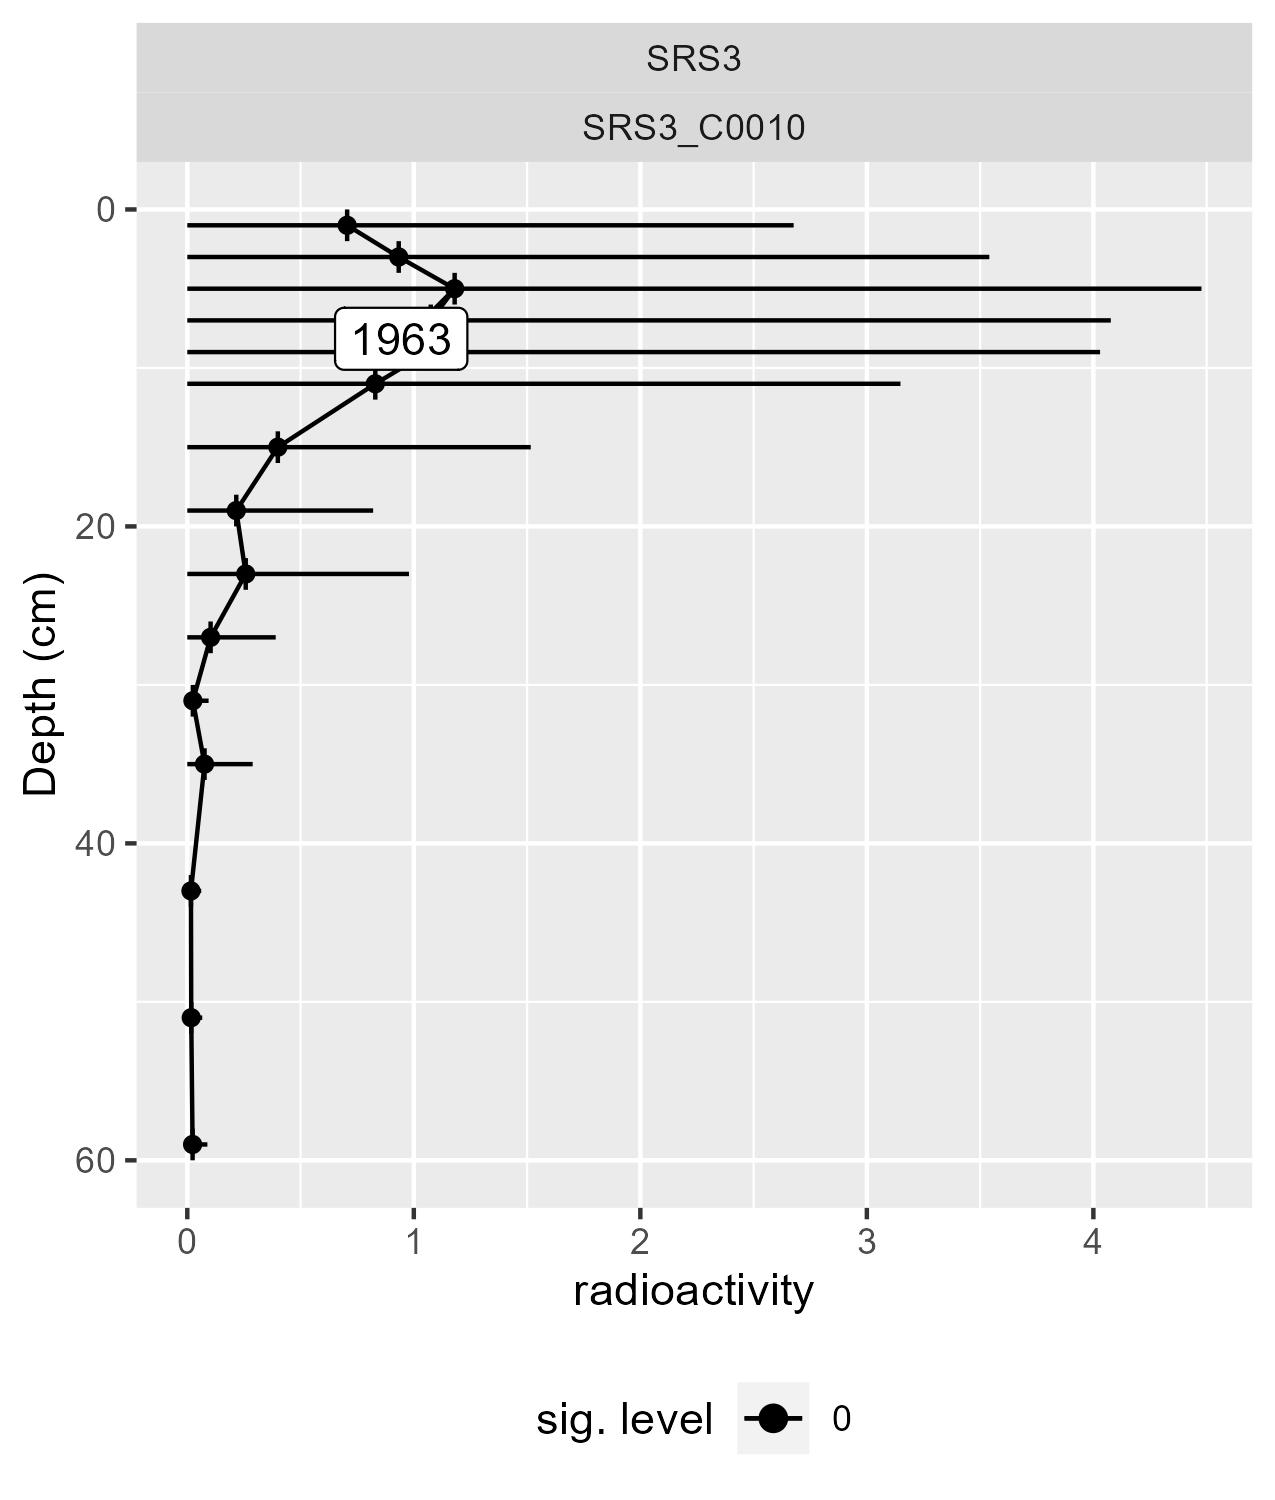 SRS3
SRS3_C0010
0
1963
20
40
60
Depth (cm)
0 1 2 3 4
radioactivity
sig. level 0